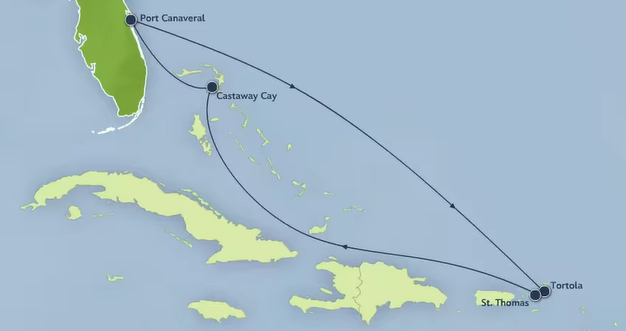 Port Canaveral
Castaway Cay
Tortola
St. Thomas